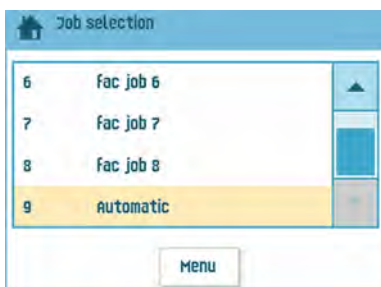 Job selection
6 fac job 6
7 fac job 7
8 fac job 8
9 Automatic
Menu